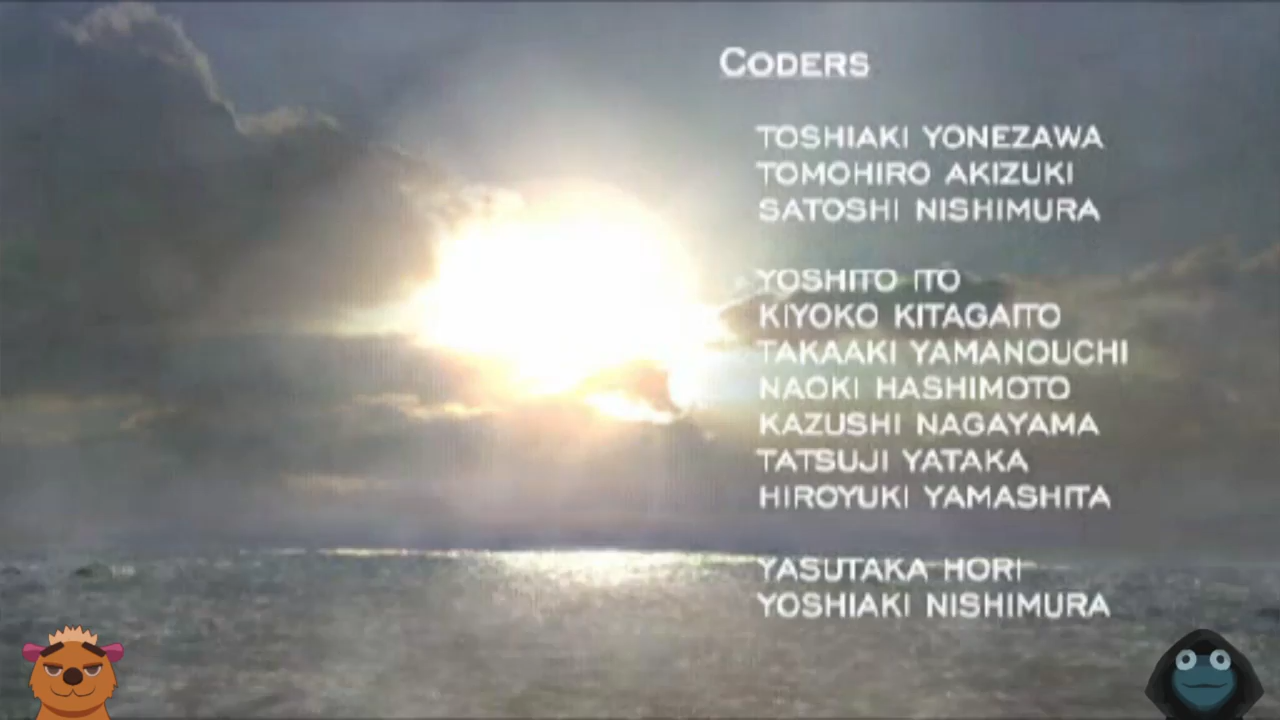 CODERS
TOSHIAKI YONEZAWA
TOMOHIRO AKIZUKI
SATOSHI NISHIMURA
YOSHITO ITO
KIYOKO KITAGAITO
TAKAAKI YAMANOUCHI
NAOKI HASHIMOTO
KAZUSHI NAGAYAMA
TATSUJI YATAKA
HIROYUKI YAMASHITA
YASUTAKA HORI
YOSHIAKI NISHIMURA